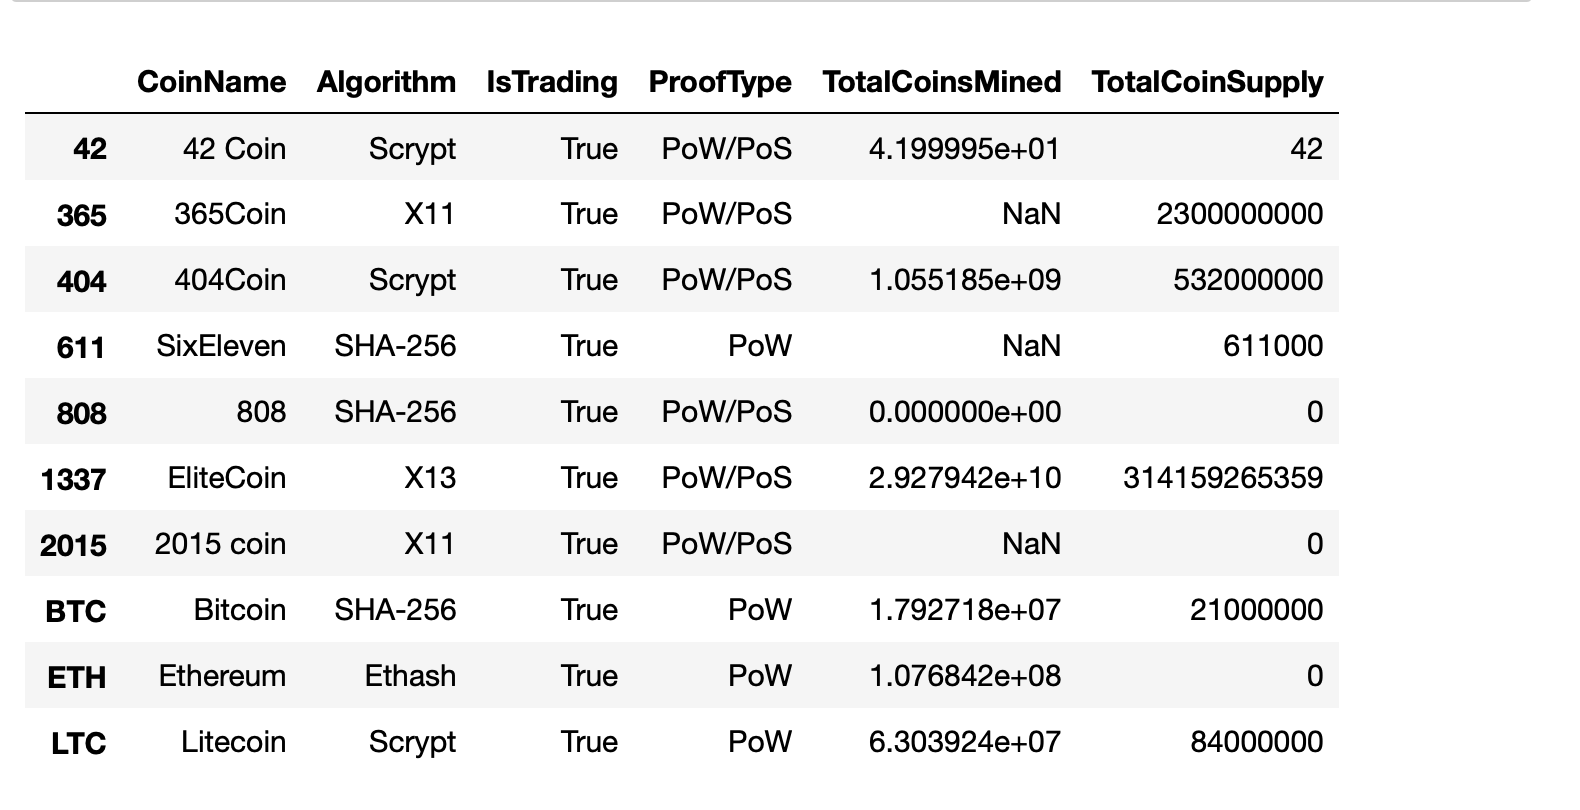 CoinName Algorithm IsTrading ProofType TotalCoinsMined TotalCoinSupply
42 42 Coin Scrypt True PoW/PoS 4.199995e+01 42
365 365Coin X11 True PoW/PoS NaN 2300000000
404 404Coin Scrypt True PoW/PoS 1.055185e+09 532000000
611 SixEleven SHA-256 True PoW NaN 611000
808 808 SHA-256 True PoW/PoS 0.000000e+00 0
1337 EliteCoin X13 True PoW/PoS 2.927942e+10 314159265359
2015 2015 coin X11 True PoW/PoS NaN 0
BTC Bitcoin SHA-256 True PoW 1.792718e+07 21000000
ETH Ethereum Ethash True PoW 1.076842e+08 0
LTC Litecoin Scrypt True PoW 6.303924e+07 84000000